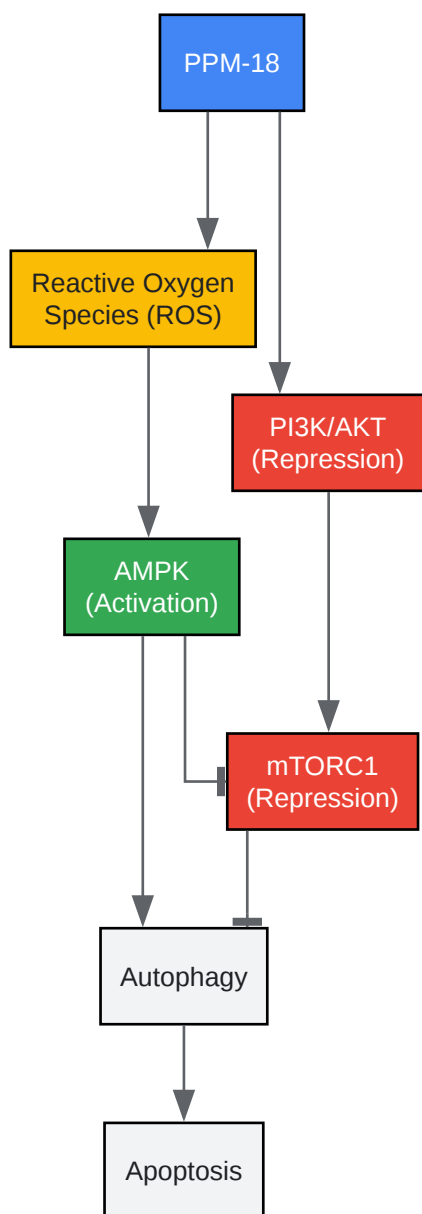 PPM-18
Reactive Oxygen
Species (ROS)
PI3K/AKT
(Repression)
AMPK
(Activation)
mTORC1
(Repression)
Autophagy
Apoptosis